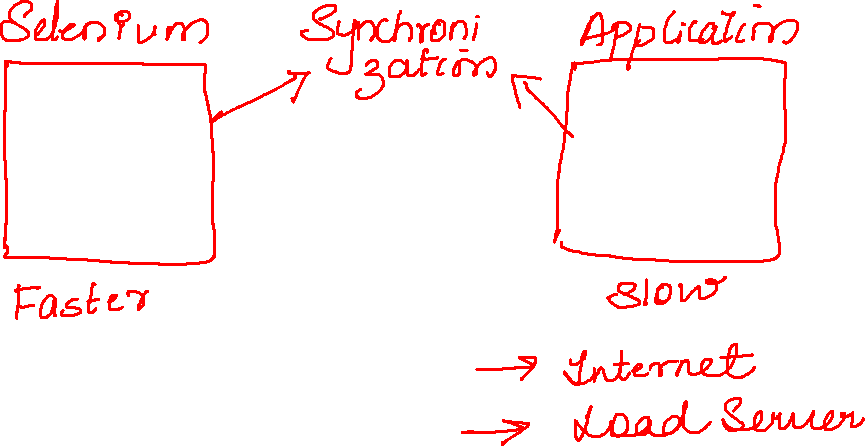 Selenium
Synchroni
zation
Application
Faster
Slow
→ Internet
→ Load Server